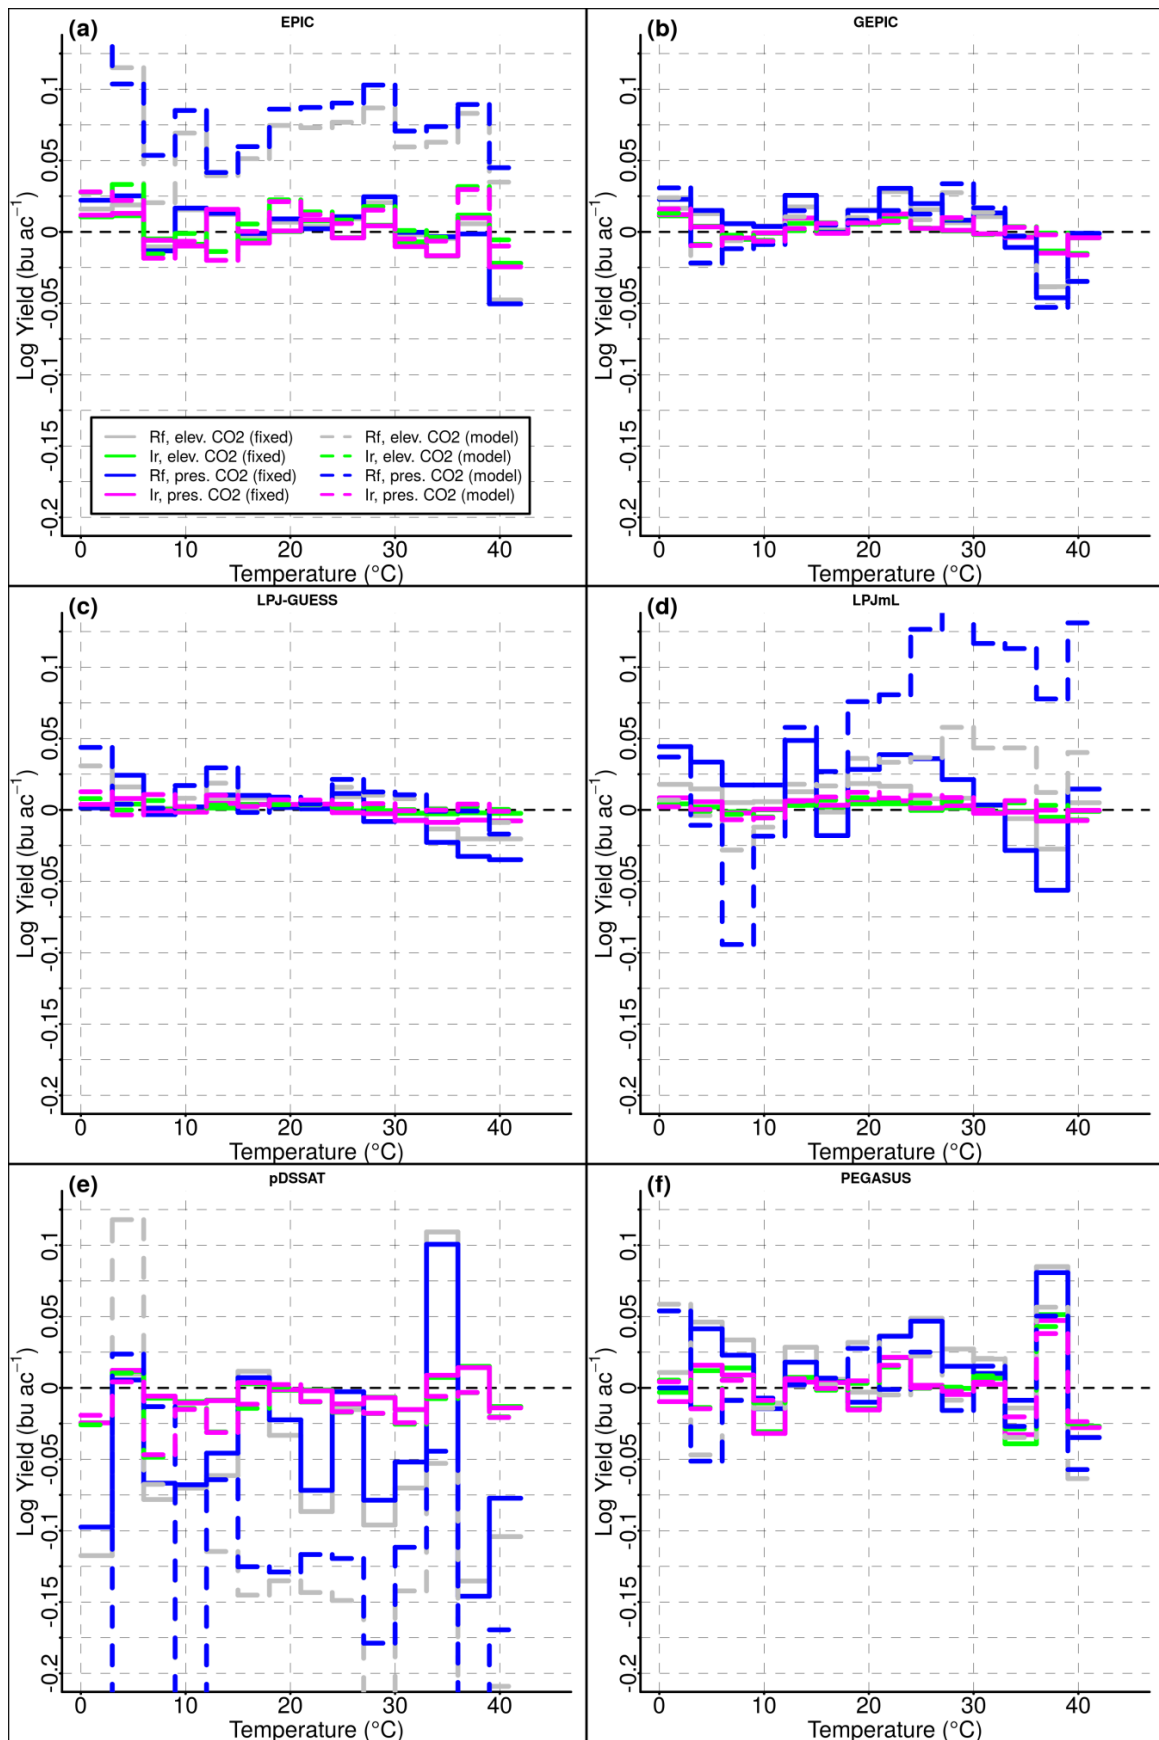 (a)
EPIC
Log Yield (bu ac⁻¹)
0.1
0.05
0
-0.05
-0.1
-0.15
-0.2
Rf, elev. CO2 (fixed)
Ir, elev. CO2 (fixed)
Rf, pres. CO2 (fixed)
Ir, pres. CO2 (fixed)
Rf, elev. CO2 (model)
Ir, elev. CO2 (model)
Rf, pres. CO2 (model)
Ir, pres. CO2 (model)
0 10 20 30 40
Temperature (°C)
(b)
GEPIC
Log Yield (bu ac⁻¹)
0.1
0.05
0
-0.05
-0.1
-0.15
-0.2
0 10 20 30 40
Temperature (°C)
(c)
LPJ-GUESS
Log Yield (bu ac⁻¹)
0.1
0.05
0
-0.05
-0.1
-0.15
-0.2
0 10 20 30 40
Temperature (°C)
(d)
LPJmL
Log Yield (bu ac⁻¹)
0.1
0.05
0
-0.05
-0.1
-0.15
-0.2
0 10 20 30 40
Temperature (°C)
(e)
pDSSAT
Log Yield (bu ac⁻¹)
0.1
0.05
0
-0.05
-0.1
-0.15
-0.2
0 10 20 30 40
Temperature (°C)
(f)
PEGASUS
Log Yield (bu ac⁻¹)
0.1
0.05
0
-0.05
-0.1
-0.15
-0.2
0 10 20 30 40
Temperature (°C)